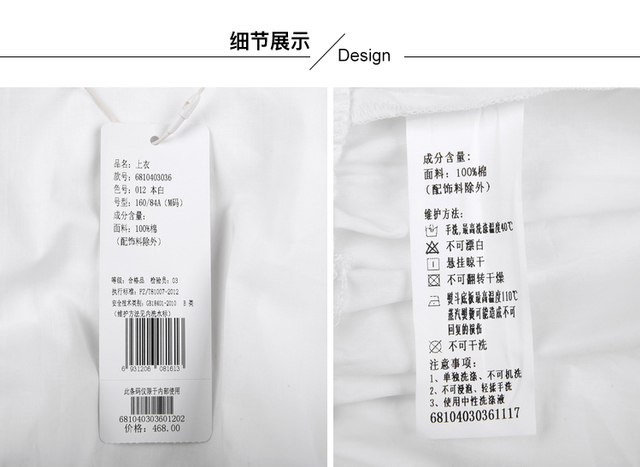 细节展示
Design
品名：上衣
款号：6810403036
色号：012 本白
号型：160/84A（M码）
成分含量：
面料：100%棉
（配饰料除外）
等级：合格品 检验员：03
执行标准：FZ/T81007-2012
安全技术类别：GB18401-2010 B 类
（维护方法见内洗水标）
6 931206 081613
此条码仅限于内部使用
681040303601202
价格：468.00
成分含量：
面料：100%棉
（配饰料除外）
维护方法：
手洗，最高洗涤温度40℃
不可漂白
悬挂晾干
不可翻转干燥
熨斗底板最高温度110℃
蒸汽熨烫可能造成不可
回复的损伤
不可干洗
注意事项：
1、单独洗涤、不可机洗
2、不可浸泡、轻揉手洗
3、使用中性洗涤液
68104030361117